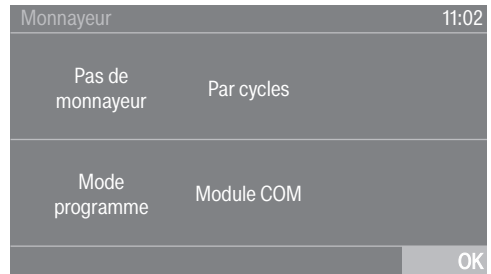 Monnayeur 11:02
Pas de
monnayeur
Par cycles
Mode
programme
Module COM
OK